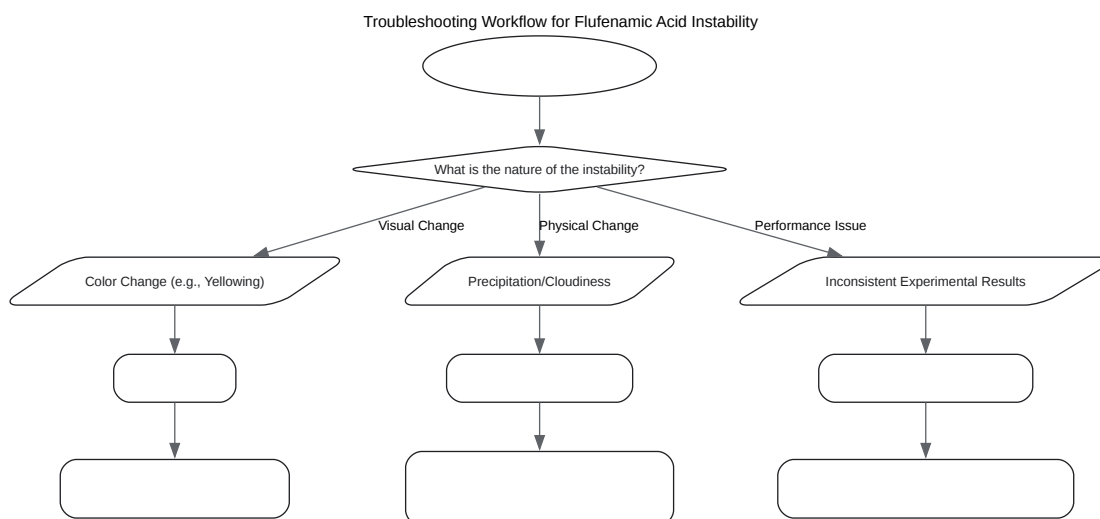 Troubleshooting Workflow for Flufenamic Acid Instability
What is the nature of the instability?
Visual Change
Physical Change
Performance Issue
Color Change (e.g., Yellowing)
Precipitation/Cloudiness
Inconsistent Experimental Results